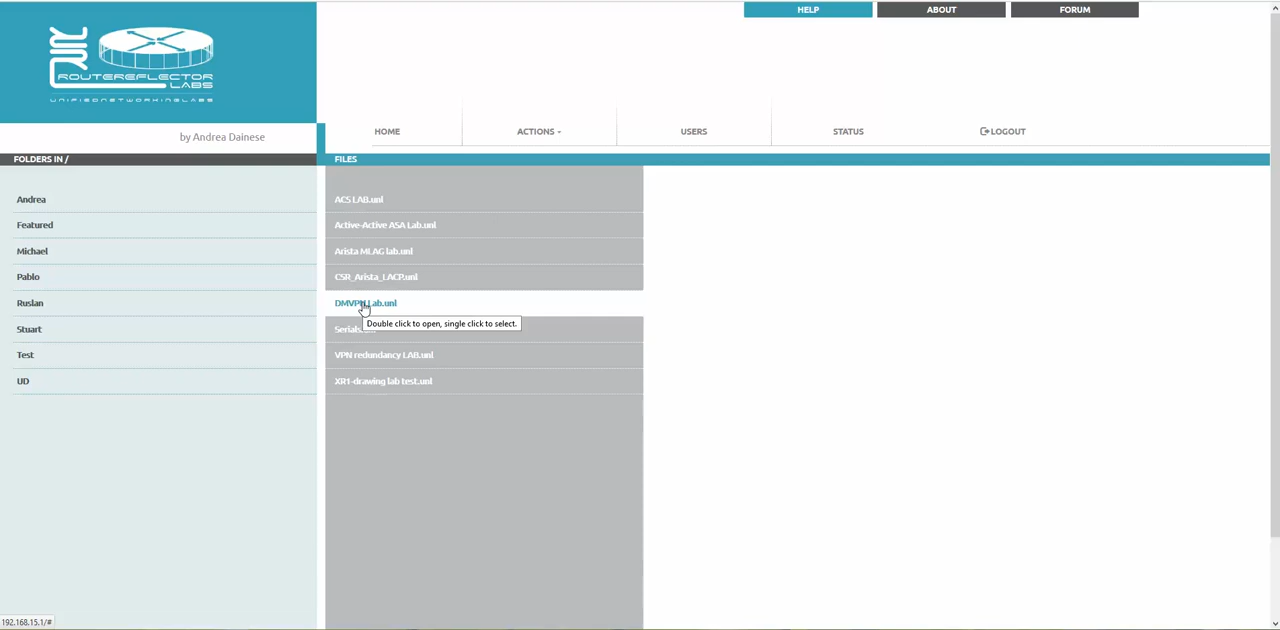 HELP
ABOUT
FORUM
ROUTEREFLECTOR
LABS
UNIFIEDNETWORKINGLABS
by Andrea Dainese
HOME
ACTIONS
USERS
STATUS
LOGOUT
FOLDERS IN /
FILES
Andrea
Featured
Michael
Pablo
Ruslan
Stuart
Test
UD
ACS LAB.unl
Active-Active ASA Lab.unl
Arista MLAG lab.unl
CSR_Arista_LACP.unl
DMVPN Lab.unl
Double click to open, single click to select.
VPN redundancy LAB.unl
XR1-drawing lab test.unl
192.168.15.1/#